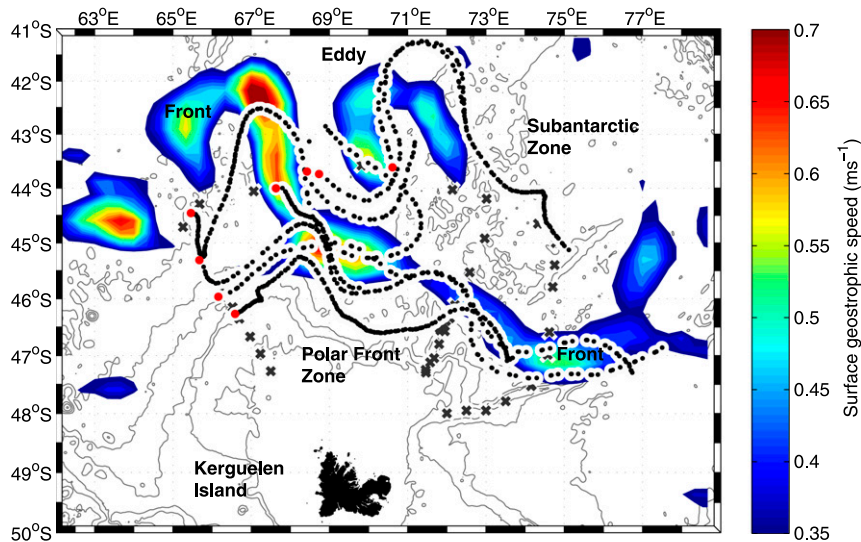 63°E 65°E 67°E 69°E 71°E 73°E 75°E 77°E
41°S
42°S
43°S
44°S
45°S
46°S
47°S
48°S
49°S
50°S
Eddy
Front
Subantarctic
Zone
Polar Front
Zone
Front
Kerguelen
Island
0.7
0.65
0.6
0.55
0.5
0.45
0.4
0.35
Surface geostrophic speed (ms⁻¹)